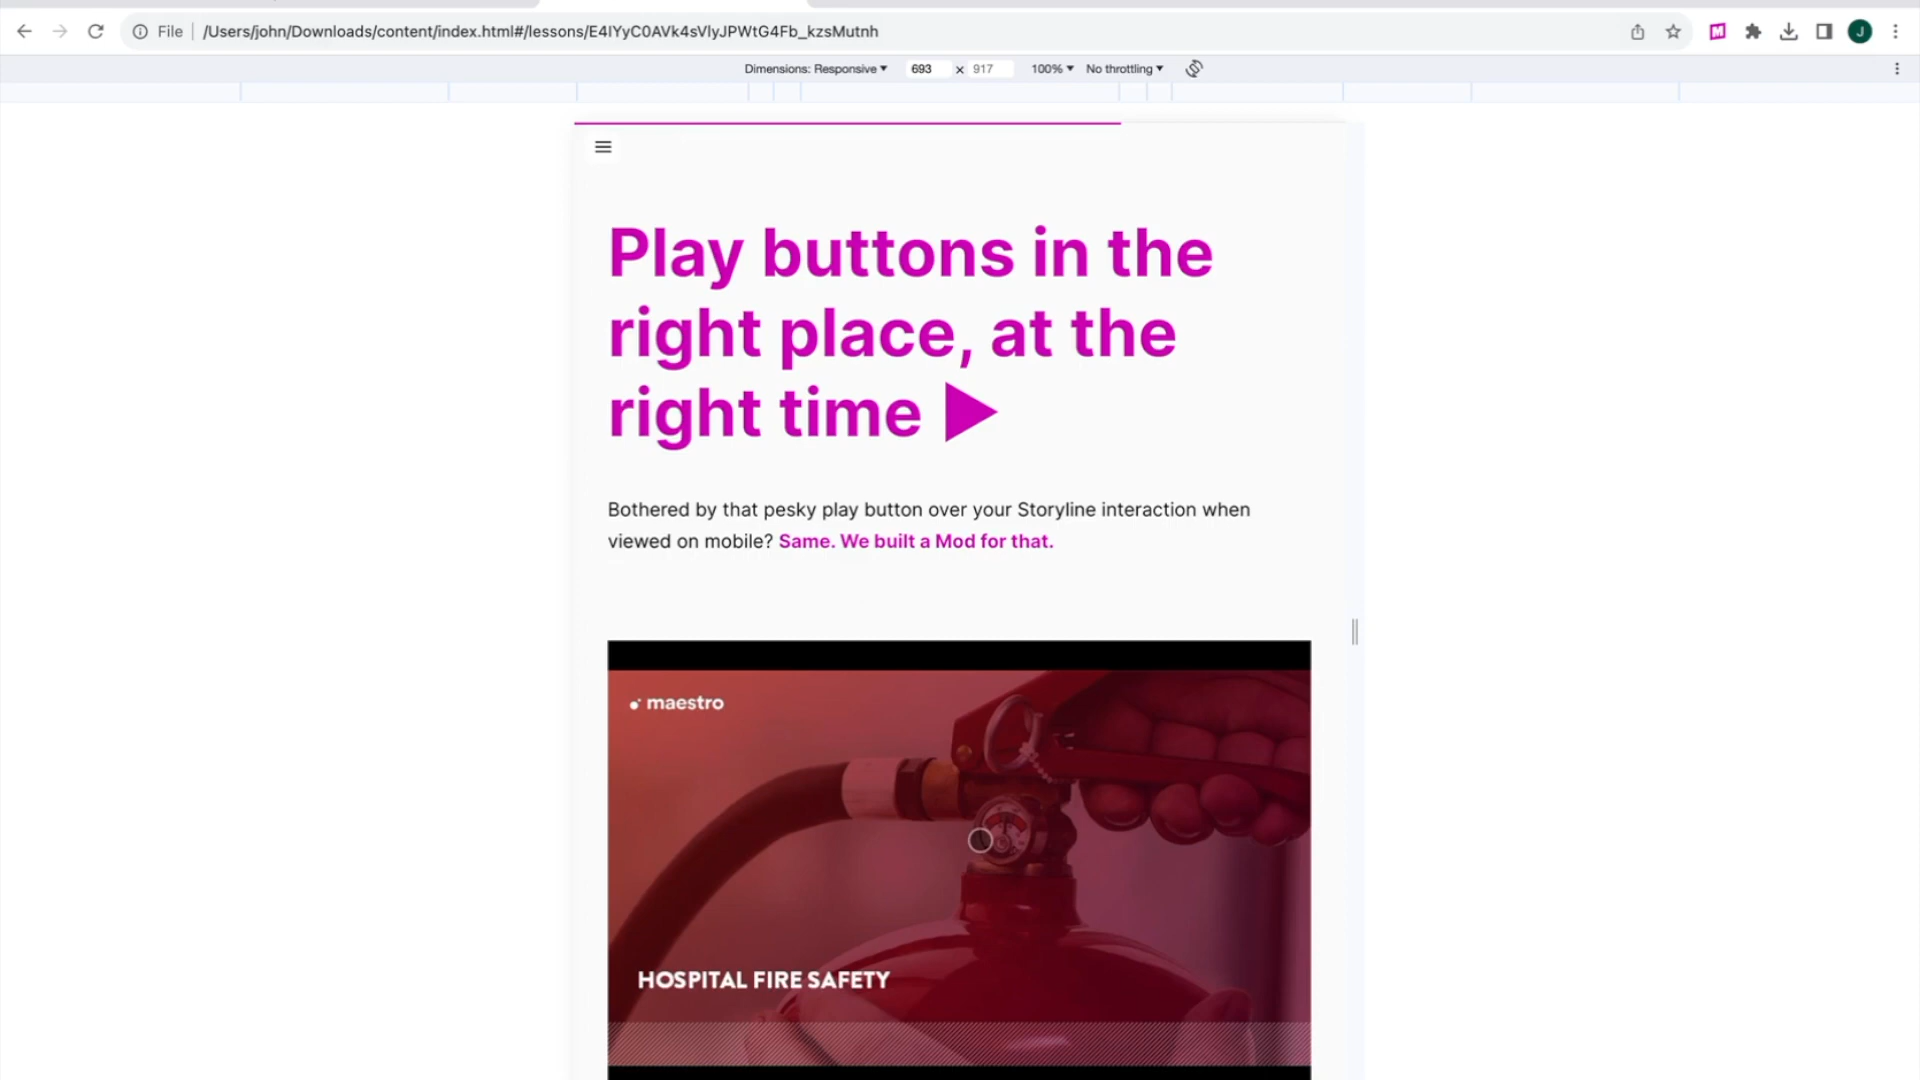 File
/Users/john/Downloads/content/index.html#/lessons/E4IYyC0AVk4sVlyJPWtG4Fb_kzsMutnh
J
Dimensions: Responsive ▼ 693 x 917 100% ▼ No throttling ▼
Play buttons in the
right place, at the
right time ▶
Bothered by that pesky play button over your Storyline interaction when
viewed on mobile? Same. We built a Mod for that.
maestro
HOSPITAL FIRE SAFETY